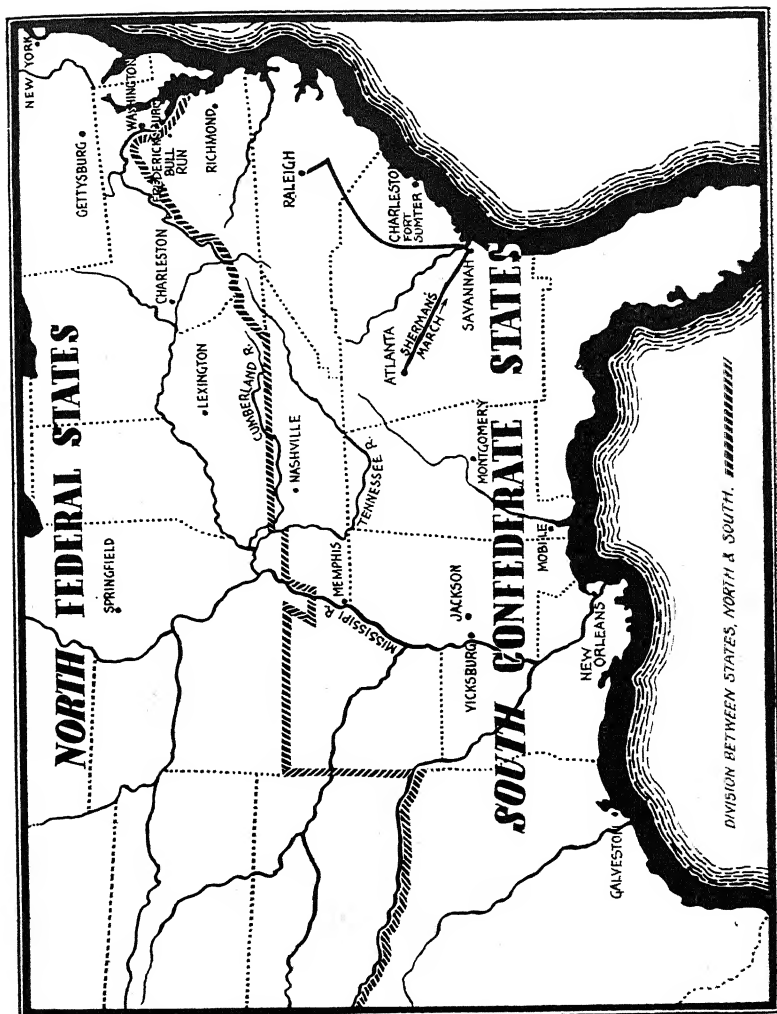 NORTH FEDERAL STATES
NEW YORK
GETTYSBURG
WASHINGTON
FREDERICKSBURG
BULL
RUN
RICHMOND
CHARLESTON
SPRINGFIELD
LEXINGTON
CUMBERLAND R.
NASHVILLE
TENNESSEE R.
MEMPHIS
MISSISSIPI R.
RALEIGH
CHARLESTON
FORT
SUMTER
ATLANTA
SHERMANS
MARCH
SAVANNAH
SOUTH CONFEDERATE STATES
MONTGOMERY
JACKSON
VICKSBURG
MOBILE
NEW
ORLEANS
GALVESTON
DIVISION BETWEEN STATES, NORTH & SOUTH.